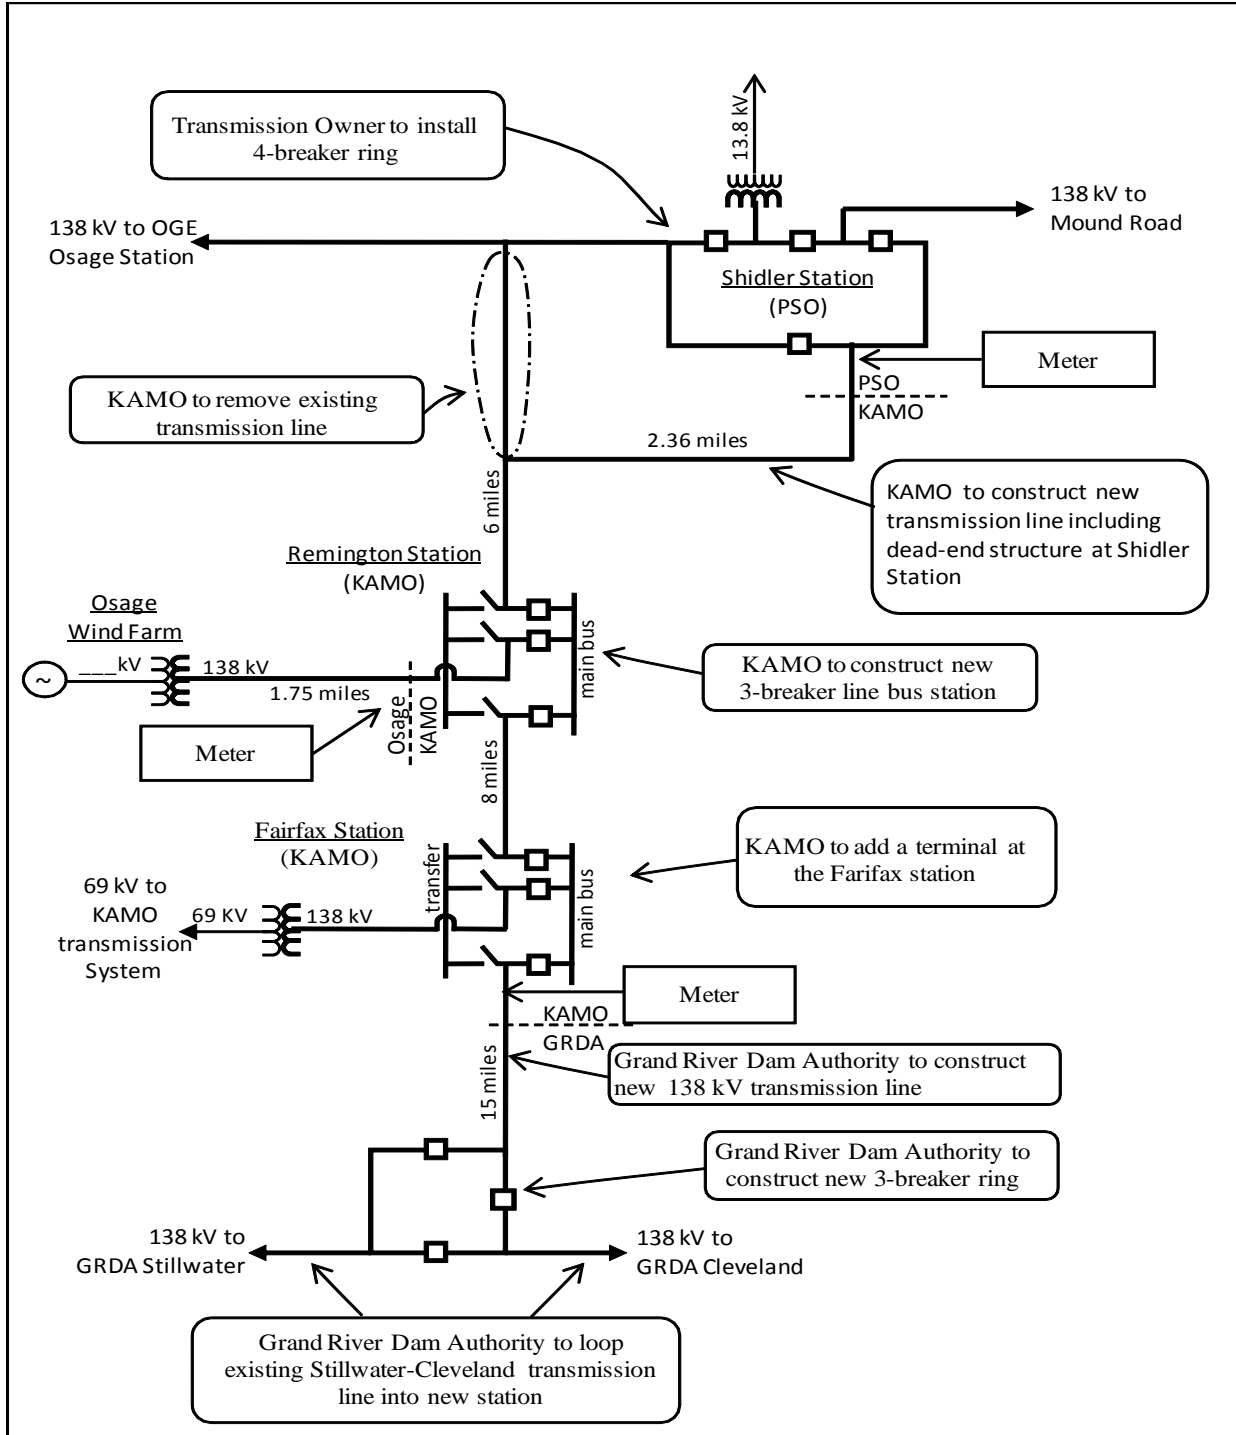 Transmission Owner to install
4-breaker ring
13.8 kV
138 kV to OGE
Osage Station
138 kV to
Mound Road
Shidler Station
(PSO)
Meter
PSO
KAMO
KAMO to remove existing
transmission line
2.36 miles
6 miles
KAMO to construct new
transmission line including
dead-end structure at Shidler
Station
Remington Station
(KAMO)
Osage
Wind Farm
___kV
~
138 kV
1.75 miles
main bus
KAMO to construct new
3-breaker line bus station
Osage
KAMO
Meter
8 miles
Fairfax Station
(KAMO)
transfer
main bus
KAMO to add a terminal at
the Farifax station
69 kV to
KAMO
transmission
System
69 KV
138 kV
Meter
KAMO
GRDA
15 miles
Grand River Dam Authority to construct
new 138 kV transmission line
Grand River Dam Authority to
construct new 3-breaker ring
138 kV to
GRDA Stillwater
138 kV to
GRDA Cleveland
Grand River Dam Authority to loop
existing Stillwater-Cleveland transmission
line into new station